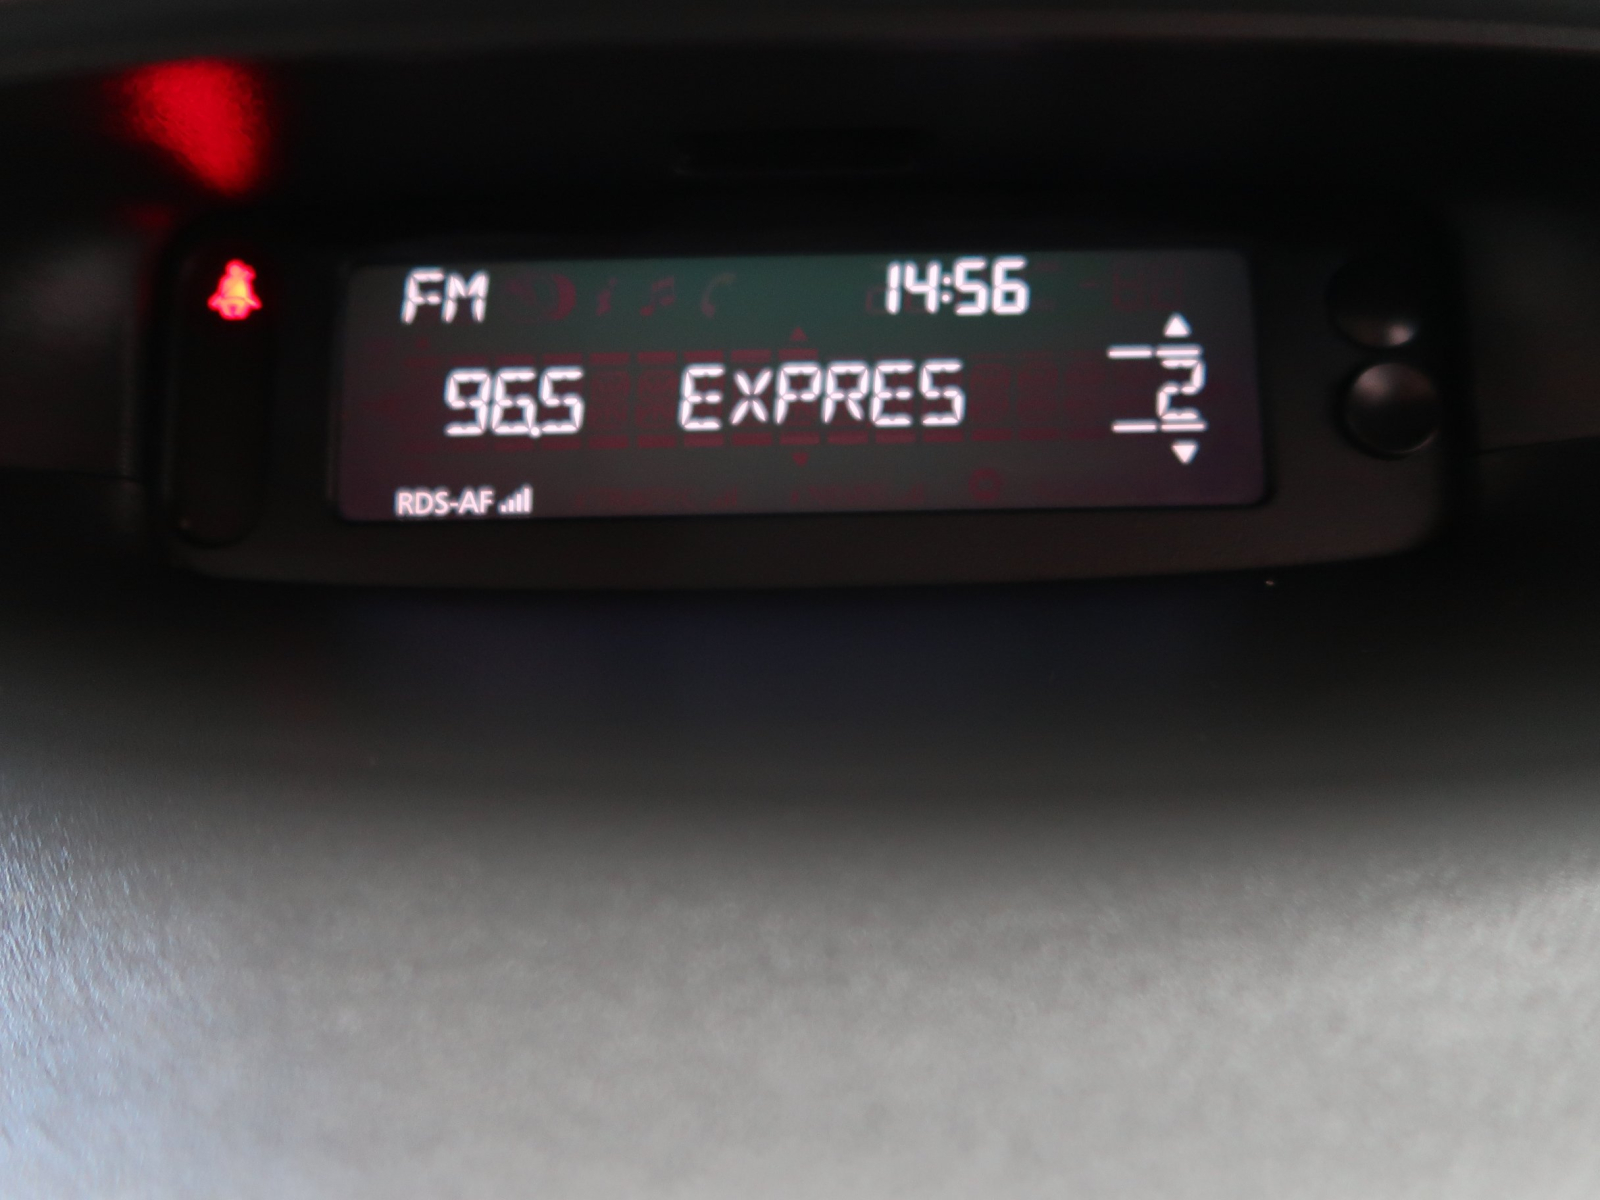 FM 14:56
96.5 EXPRES 2
RDS-AF